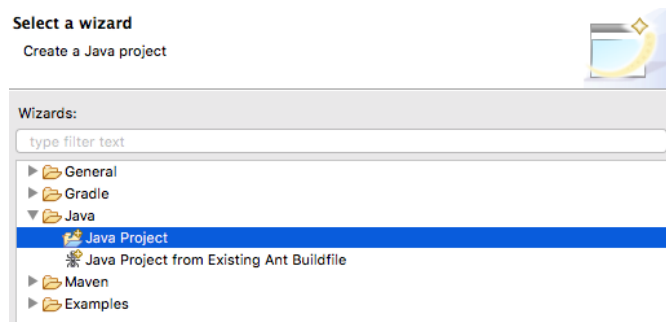 Select a wizard
Create a Java project
Wizards:
type filter text
General
Gradle
Java
Java Project
Java Project from Existing Ant Buildfile
Maven
Examples